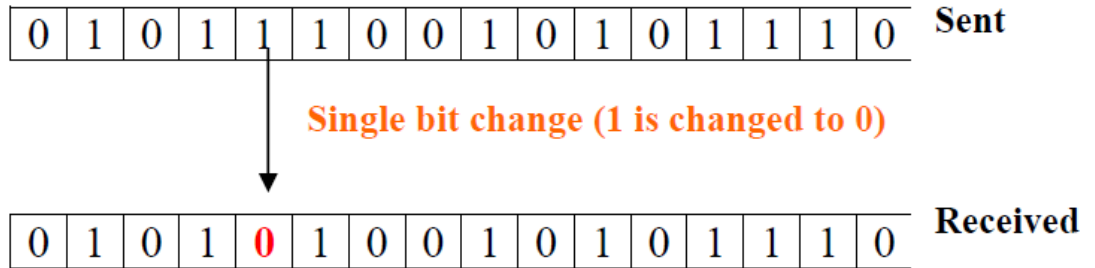 0 1 0 1 1 1 0 0 1 0 1 0 1 1 1 0 Sent
Single bit change (1 is changed to 0)
0 1 0 1 0 1 0 0 1 0 1 0 1 1 1 0 Received